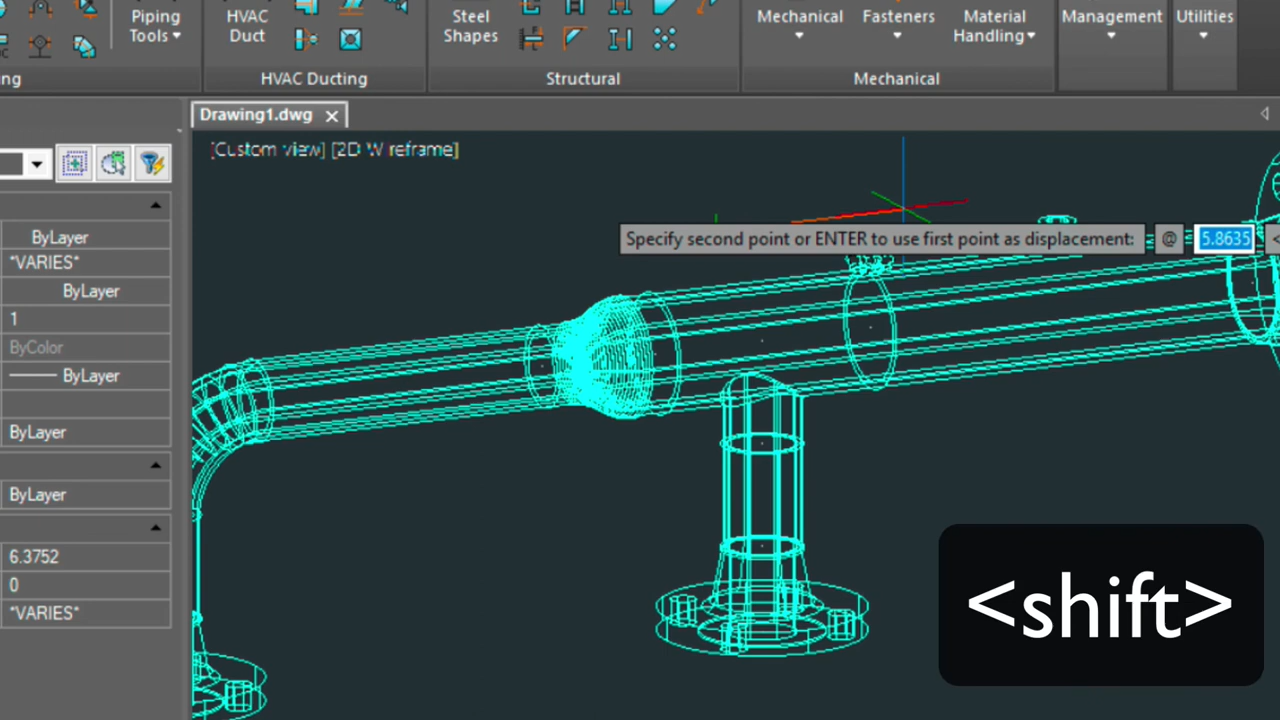 Piping
Tools
HVAC
Duct
Steel
Shapes
Mechanical
Fasteners
Material
Handling
Management
Utilities
ng
HVAC Ducting
Structural
Mechanical
Drawing1.dwg
[Custom view] [2D Wireframe]
ByLayer
*VARIES*
ByLayer
1
ByColor
ByLayer
ByLayer
ByLayer
6.3752
0
*VARIES*
Specify second point or ENTER to use first point as displacement:
@
5.8635
<
<shift>